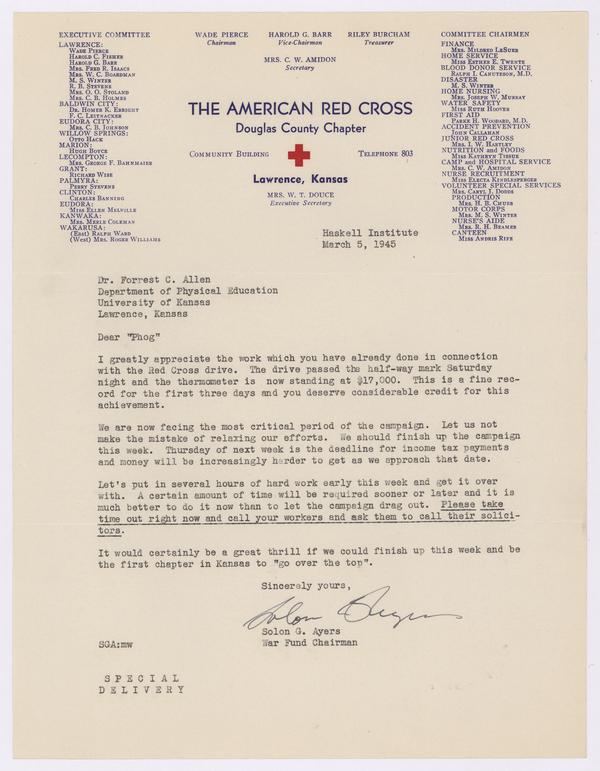 EXECUTIVE COMMITTEE
LAWRENCE:
WADE PIERCE
HAROLD C. FISHER
HAROLD G. BARR
MRS. FRED R. ISAACS
MRS. W. C. BOARDMAN
M. S. WINTER
R. B. STEVENS
MRS. O. O. STOLAND
MRS. C. B. HOLMES
BALDWIN CITY:
DR. HOMER K. EBRIGHT
F. C. LEITNACKER
EUDORA CITY:
MRS. C. B. JOHNSON
WILLOW SPRINGS:
OTTO HACK
MARION:
HUGH BOYCE
LECOMPTON:
MRS. GEORGE F. BAHNMAIER
GRANT:
RICHARD WISE
PALMYRA:
PERRY STEVENS
CLINTON:
CHARLES BANNING
EUDORA:
MISS ELLEN MELVILLE
KANWAKA:
MRS. MERLE COLEMAN
WAKARUSA:
(East) RALPH WARD
(West) MRS. ROGER WILLIAMS
WADE PIERCE
Chairman
HAROLD G. BARR
Vice-Chairman
RILEY BURCHAM
Treasurer
MRS. C. W. AMIDON
Secretary
THE AMERICAN RED CROSS
Douglas County Chapter
COMMUNITY BUILDING
TELEPHONE 803
Lawrence, Kansas
MRS. W. T. DOUCE
Executive Secretary
COMMITTEE CHAIRMEN
FINANCE
MRS. MILDRED LESUER
HOME SERVICE
MISS ESTHER E. TWENTE
BLOOD DONOR SERVICE
RALPH I. CANUTESON, M.D.
DISASTER
M. S. WINTER
HOME NURSING
MRS. JOSEPH W. MURRAY
WATER SAFETY
MISS RUTH HOOVER
FIRST AID
PARKE H. WOODARD, M.D.
ACCIDENT PREVENTION
JOHN CALLAHAN
JUNIOR RED CROSS
MRS. I. W. HARTLEY
NUTRITION and FOODS
MISS KATHRYN TISSUE
CAMP and HOSPITAL SERVICE
MRS. C. W. AMIDON
NURSE RECRUITMENT
MISS ELECTA KINDLESPERGER
VOLUNTEER SPECIAL SERVICES
MRS. CARYL J. DODDS
PRODUCTION
MRS. H. B. CHUBB
MOTOR CORPS
MRS. M. S. WINTER
NURSE'S AIDE
MRS. R. H. BEAMER
CANTEEN
MISS ANDRIS RIFE
Haskell Institute
March 5, 1945
Dr. Forrest C. Allen
Department of Physical Education
University of Kansas
Lawrence, Kansas
Dear "Phog"
I greatly appreciate the work which you have already done in connection
with the Red Cross drive. The drive passed the half-way mark Saturday
night and the thermometer is now standing at $17,000. This is a fine rec-
ord for the first three days and you deserve considerable credit for this
achievement.
We are now facing the most critical period of the campaign. Let us not
make the mistake of relaxing our efforts. We should finish up the campaign
this week. Thursday of next week is the deadline for income tax payments
and money will be increasingly harder to get as we approach that date.
Let's put in several hours of hard work early this week and get it over
with. A certain amount of time will be required sooner or later and it is
much better to do it now than to let the campaign drag out. Please take
time out right now and call your workers and ask them to call their solici-
tors.
It would certainly be a great thrill if we could finish up this week and be
the first chapter in Kansas to "go over the top".
Sincerely yours,
Solon Ayers
Solon G. Ayers
War Fund Chairman
SGA:mw
SPECIAL
DELIVERY